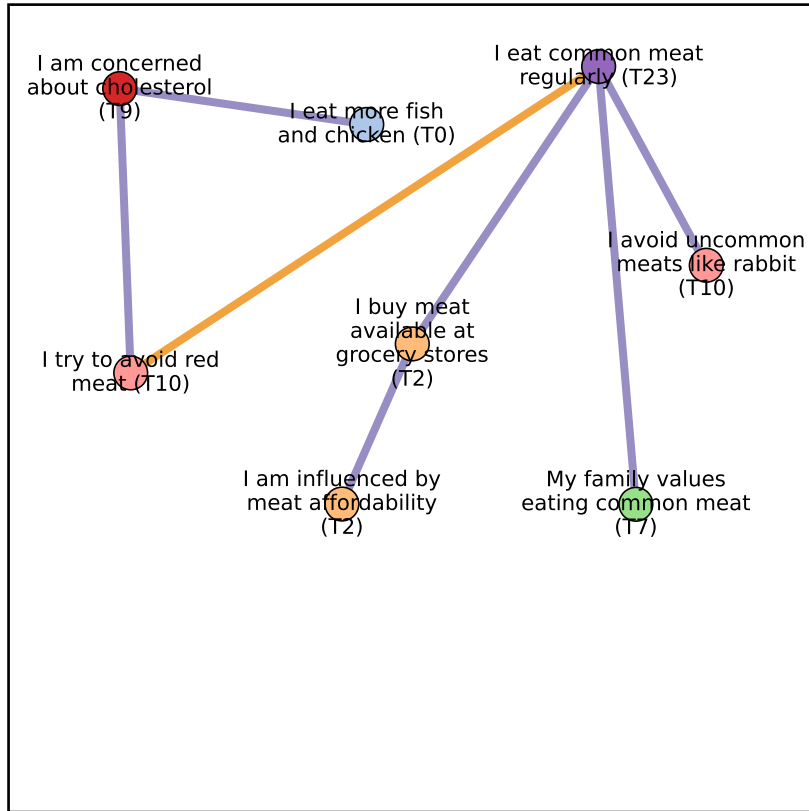 I am concerned
about cholesterol
(T9)
I eat common meat
regularly (T23)
I eat more fish
and chicken (T0)
I avoid uncommon
meats like rabbit
(T10)
I buy meat
available at
grocery stores
(T2)
I try to avoid red
meat (T10)
I am influenced by
meat affordability
(T2)
My family values
eating common meat
(T7)